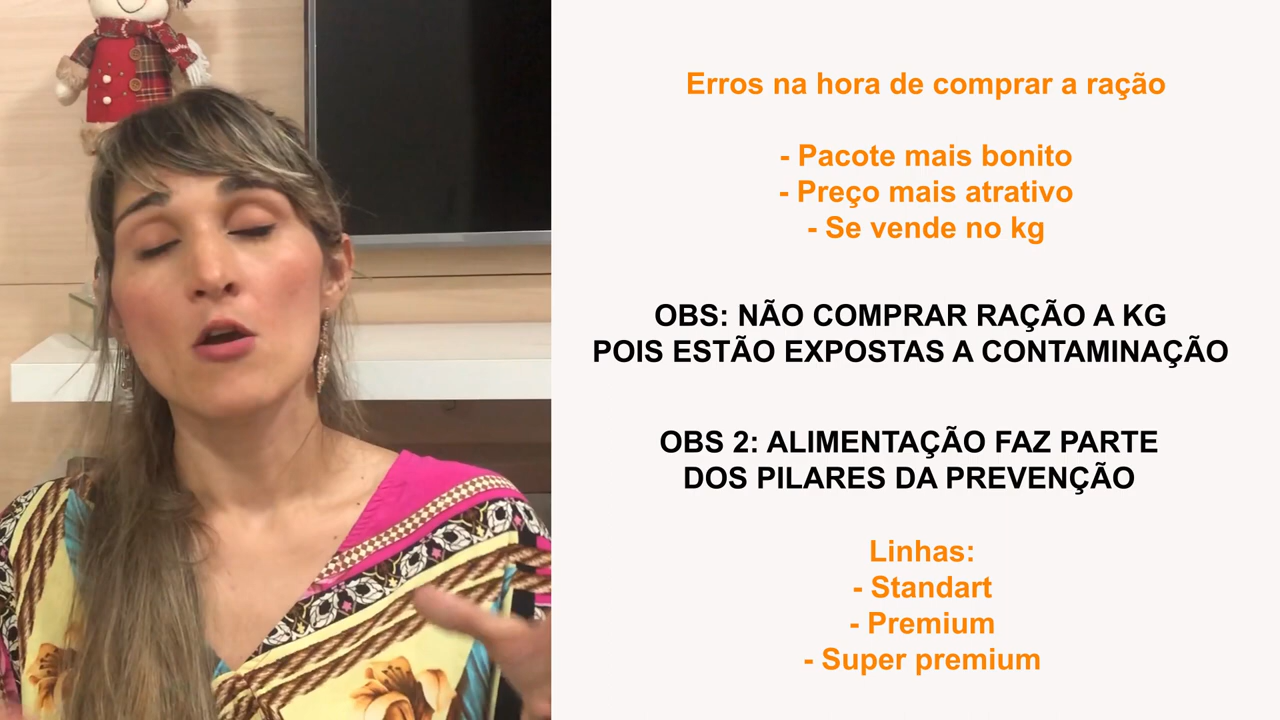 Erros na hora de comprar a ração
- Pacote mais bonito
- Preço mais atrativo
- Se vende no kg
OBS: NÃO COMPRAR RAÇÃO A KG
POIS ESTÃO EXPOSTAS A CONTAMINAÇÃO
OBS 2: ALIMENTAÇÃO FAZ PARTE
DOS PILARES DA PREVENÇÃO
Linhas:
- Standart
- Premium
- Super premium